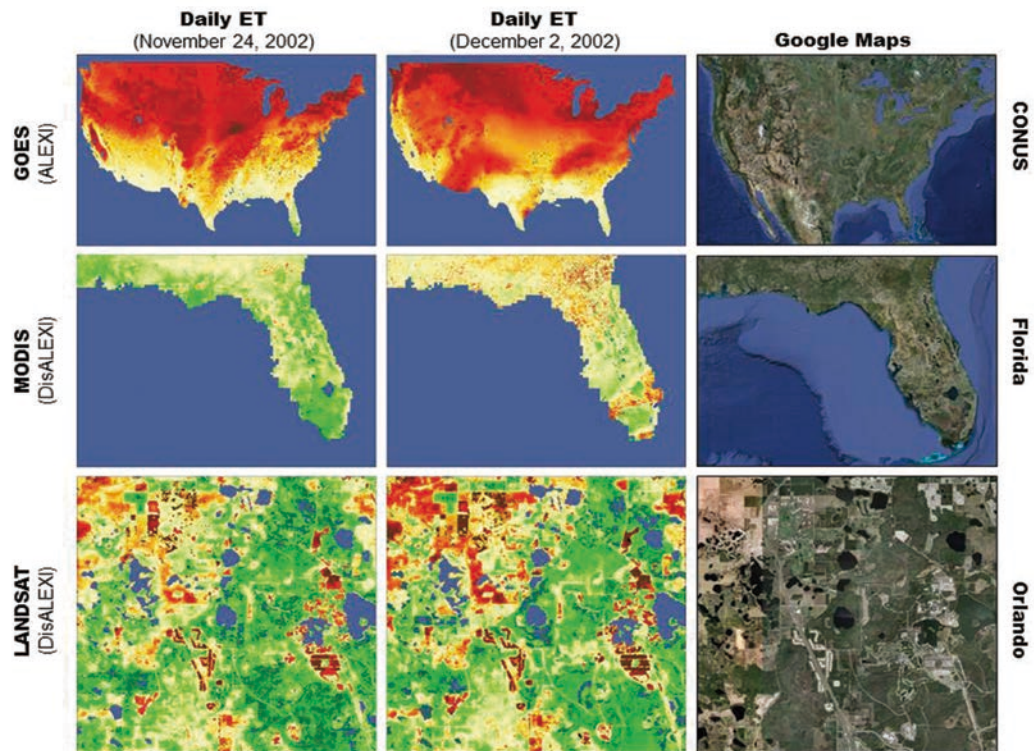 Daily ET
(November 24, 2002)
Daily ET
(December 2, 2002)
Google Maps
GOES
(ALEXI)
CONUS
MODIS
(DisALEXI)
Florida
LANDSAT
(DisALEXI)
Orlando